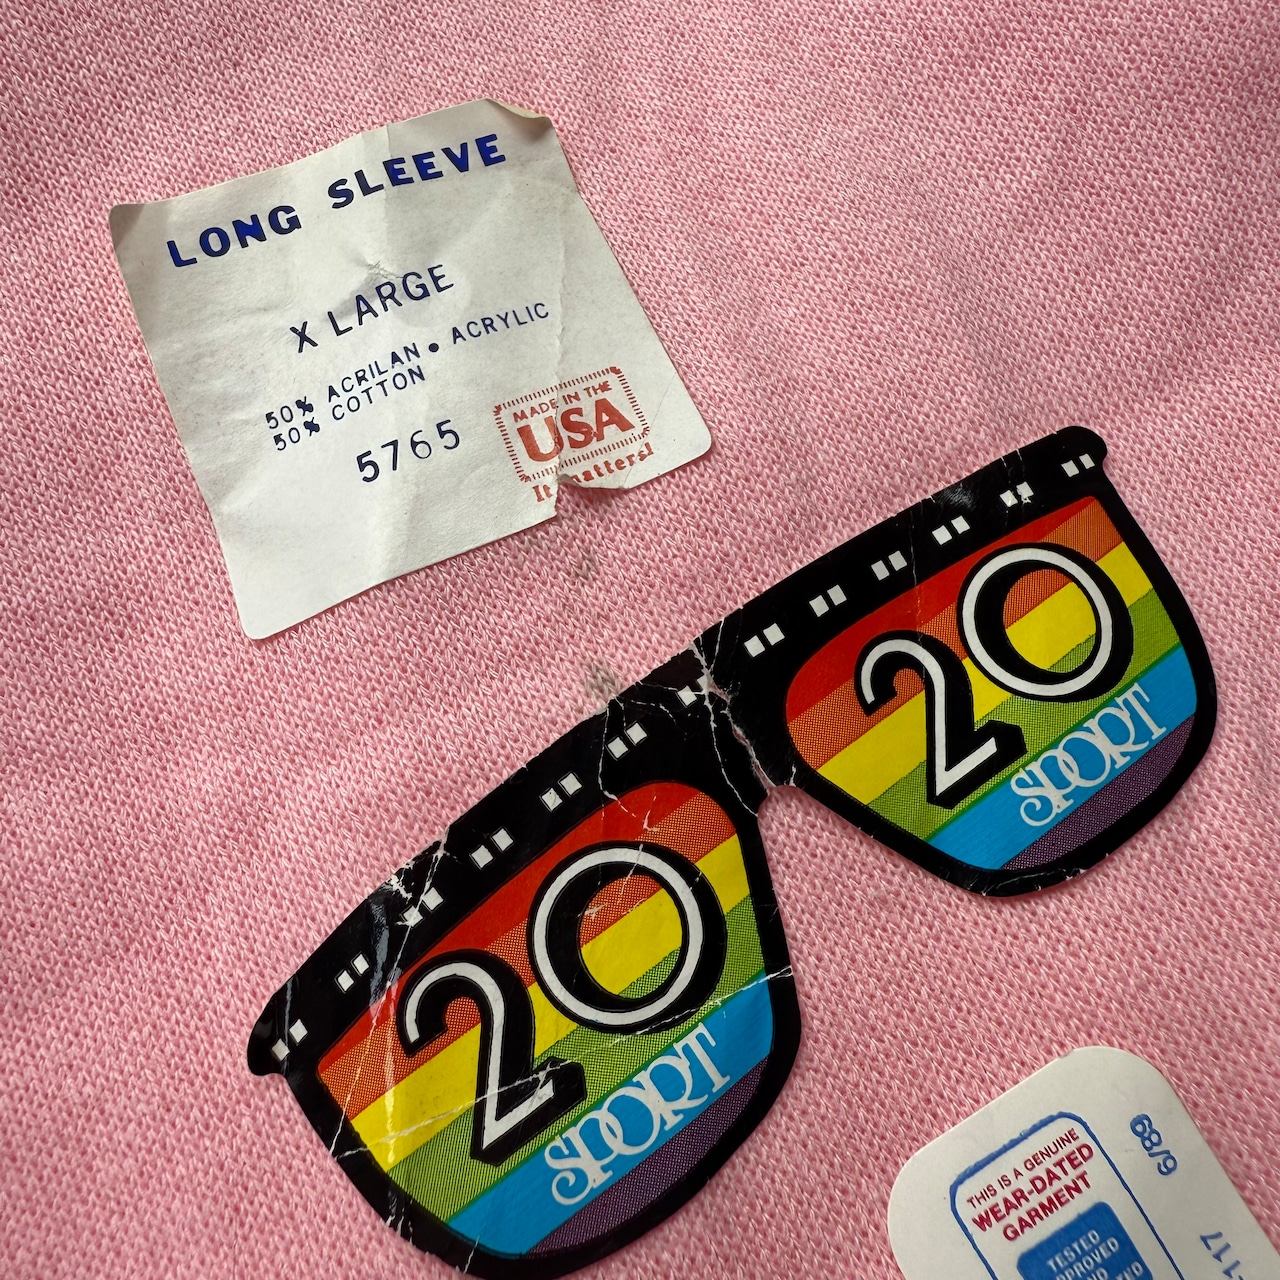 LONG SLEEVE
X LARGE
50% ACRILAN • ACRYLIC
50% COTTON
5765
MADE IN THE
USA
20
SPORT
20
SPORT
THIS IS A GENUINE
WEAR-DATED
GARMENT
TESTED
6/89